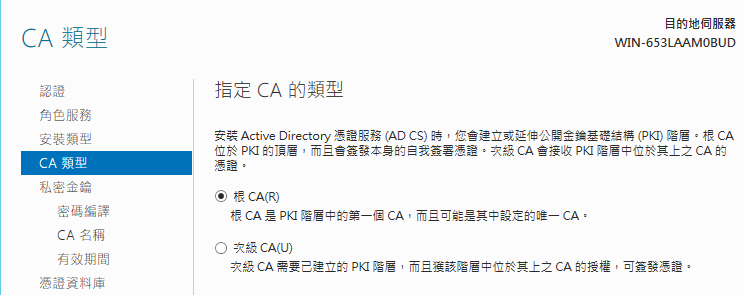 CA 類型
目的地伺服器
WIN-653LAAM0BUD
認證
角色服務
安裝類型
CA 類型
私密金鑰
密碼編譯
CA 名稱
有效期間
憑證資料庫
指定 CA 的類型
安裝 Active Directory 憑證服務 (AD CS) 時，您會建立或延伸公開金鑰基礎結構 (PKI) 階層。根 CA
位於 PKI 的頂層，而且會簽發本身的自我簽署憑證。次級 CA 會接收 PKI 階層中位於其上之 CA 的
憑證。
根 CA(R)
根 CA 是 PKI 階層中的第一個 CA，而且可能是其中設定的唯一 CA。
次級 CA(U)
次級 CA 需要已建立的 PKI 階層，而且獲該階層中位於其上之 CA 的授權，可簽發憑證。